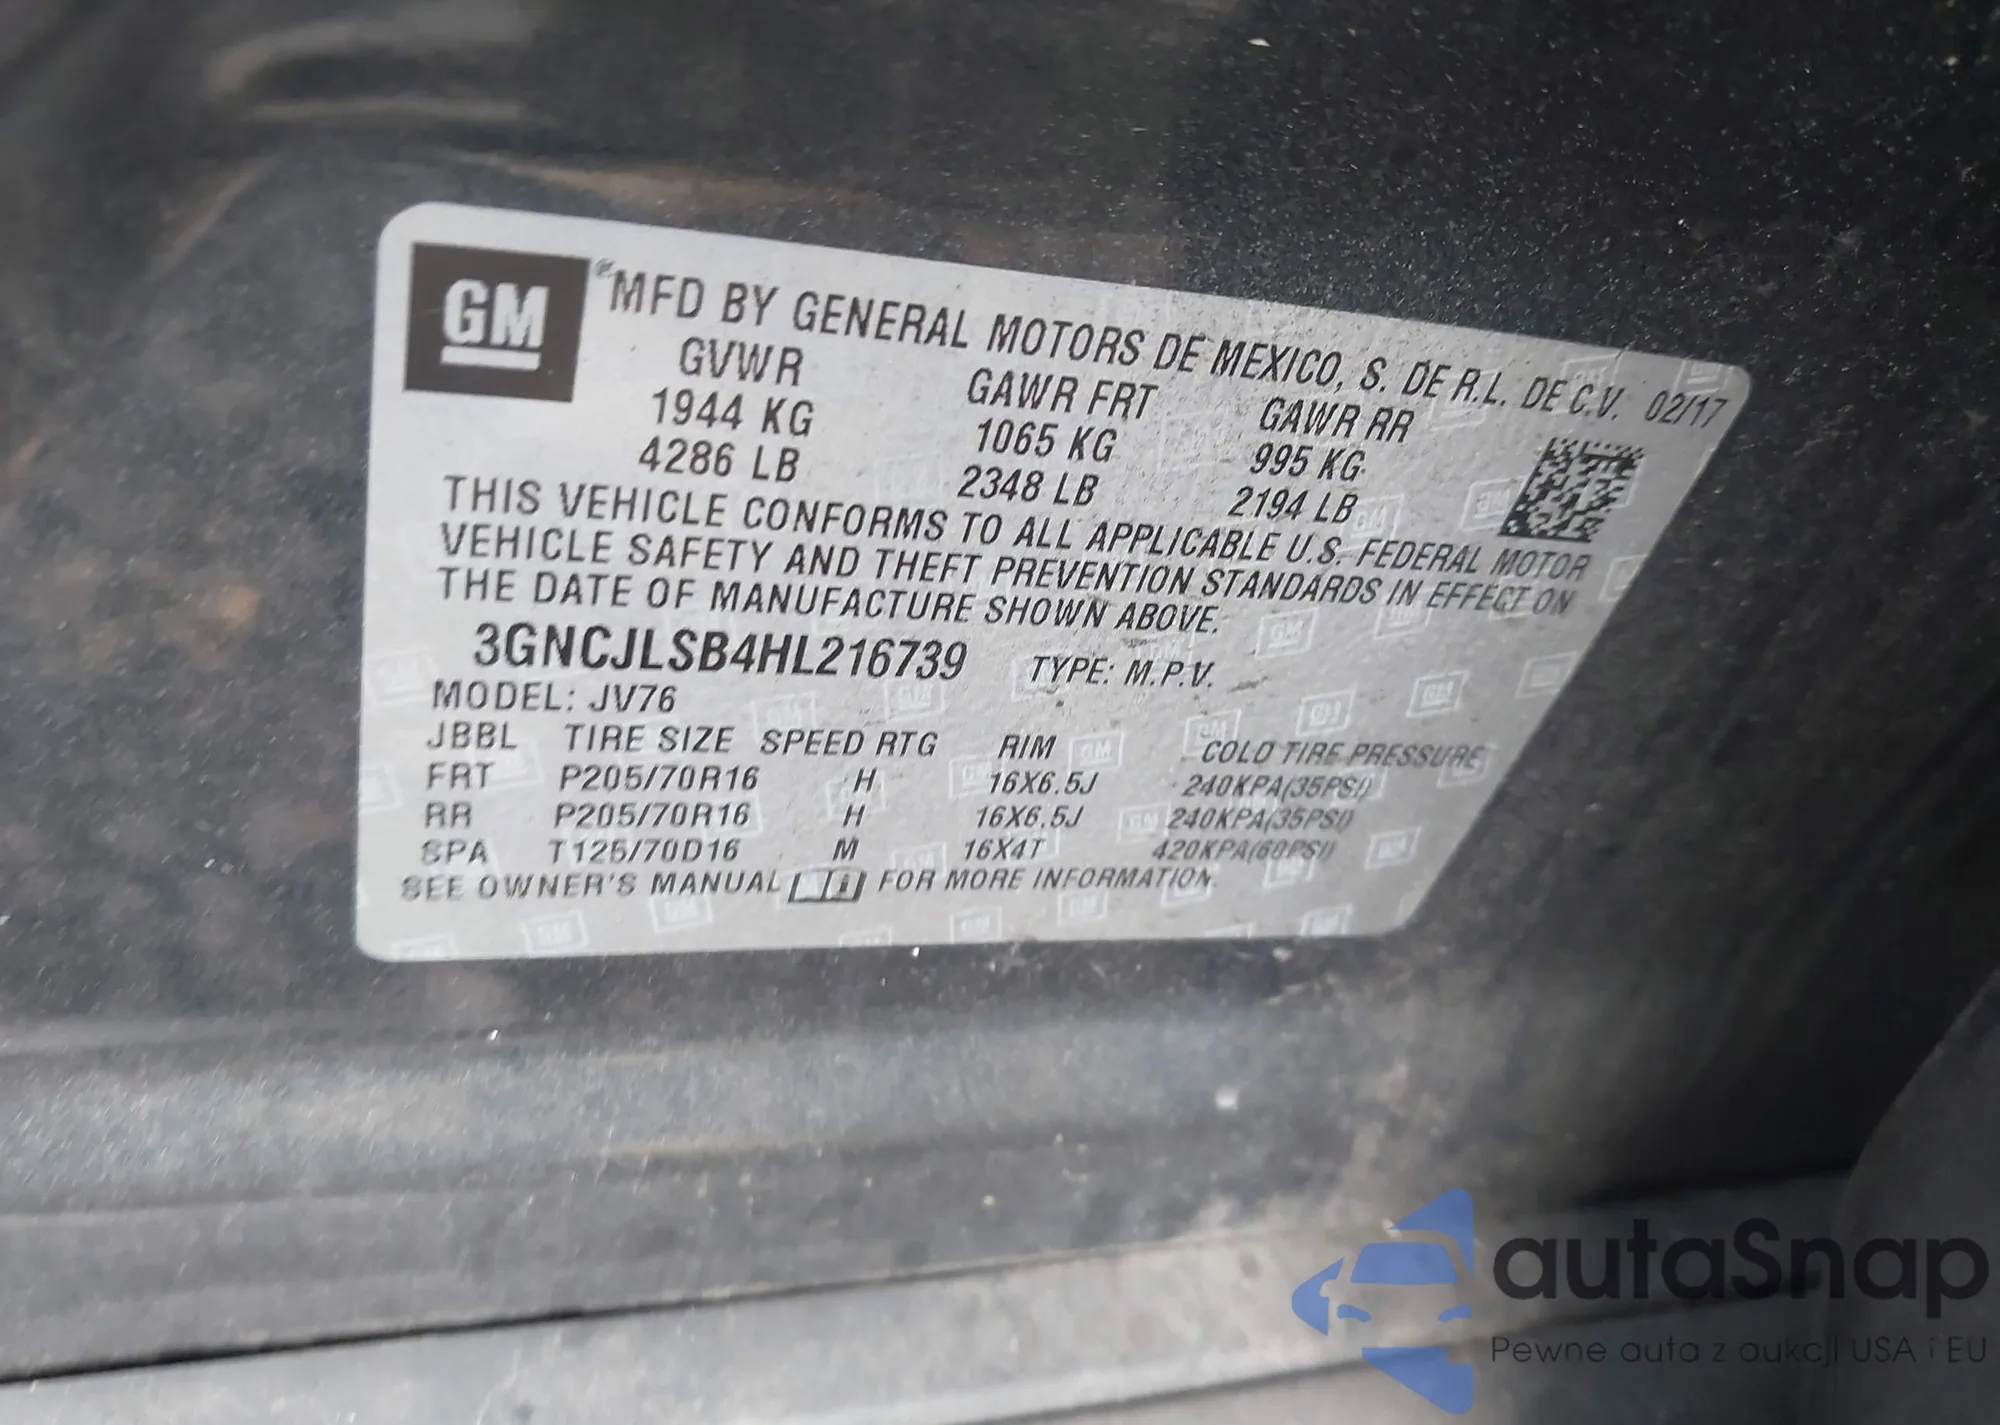 GM
®MFD BY GENERAL MOTORS DE MEXICO, S. DE R.L. DE C.V. 02/17
GVWR GAWR FRT GAWR RR
1944 KG 1065 KG 995 KG
4286 LB 2348 LB 2194 LB
THIS VEHICLE CONFORMS TO ALL APPLICABLE U.S. FEDERAL MOTOR
VEHICLE SAFETY AND THEFT PREVENTION STANDARDS IN EFFECT ON
THE DATE OF MANUFACTURE SHOWN ABOVE.
3GNCJLSB4HL216739 TYPE: M.P.V.
MODEL: JV76
JBBL TIRE SIZE SPEED RTG RIM COLD TIRE PRESSURE
FRT P205/70R16 H 16X6.5J 240KPA(35PSI)
RR P205/70R16 H 16X6.5J 240KPA(35PSI)
SPA T125/70D16 M 16X4T 420KPA(60PSI)
SEE OWNER'S MANUAL FOR MORE INFORMATION.
autaSnap
Pewne auta z aukcji USA i EU